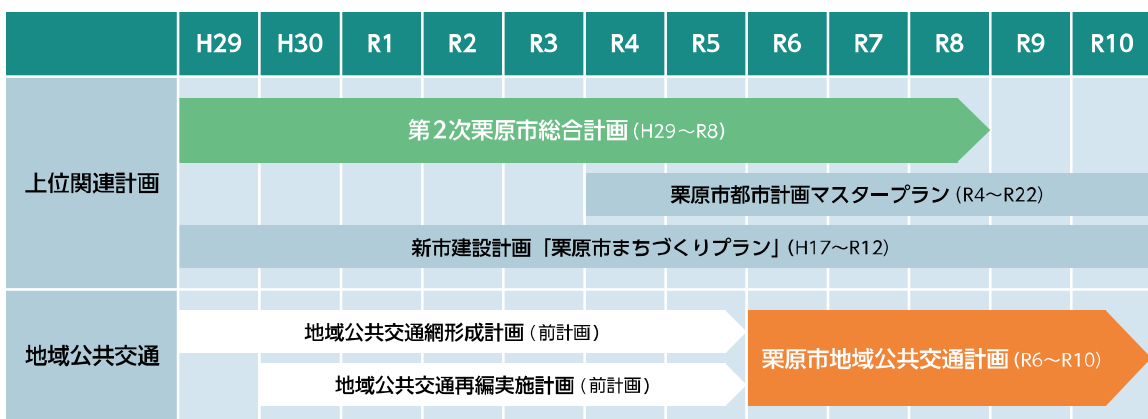 H29 H30 R1 R2 R3 R4 R5 R6 R7 R8 R9 R10
上位関連計画
第2次栗原市総合計画(H29～R8)
栗原市都市計画マスタープラン(R4～R22)
新市建設計画「栗原市まちづくりプラン」(H17～R12)
地域公共交通
地域公共交通網形成計画(前計画)
地域公共交通再編実施計画(前計画)
栗原市地域公共交通計画(R6～R10)